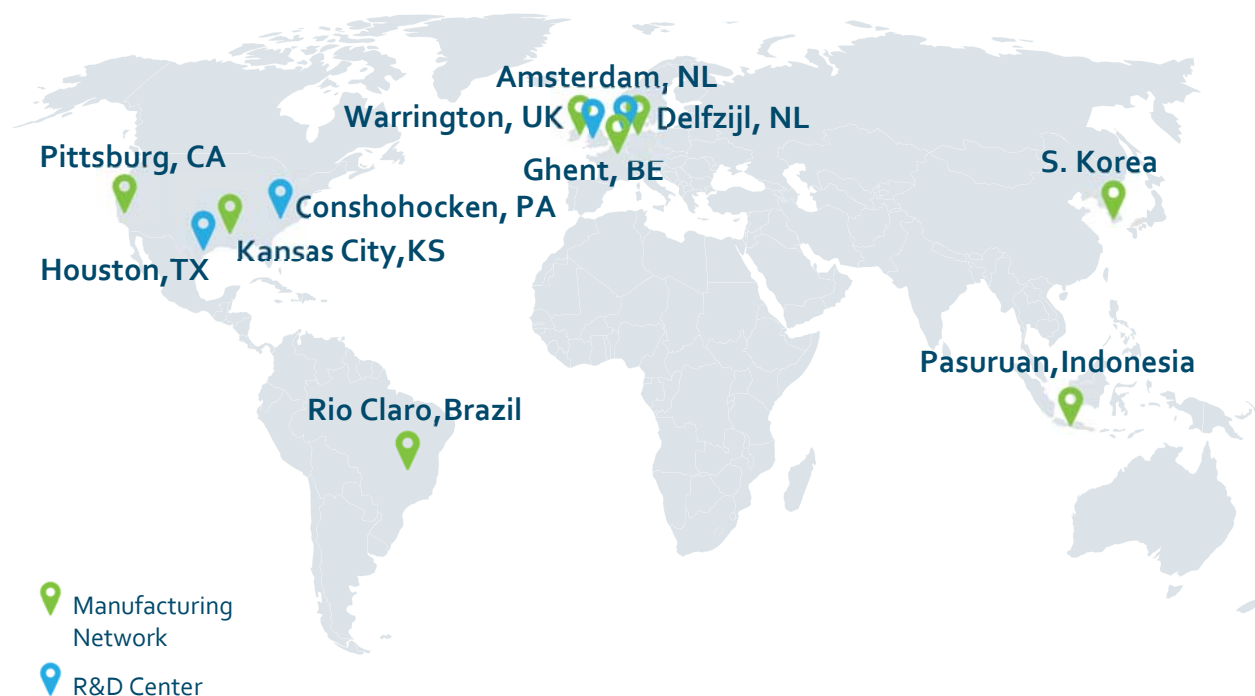 Amsterdam, NL
Warrington, UK
Delfzijl, NL
Ghent, BE
Pittsburg, CA
S. Korea
Conshohocken, PA
Kansas City,KS
Houston,TX
Pasuruan,Indonesia
Rio Claro,Brazil
Manufacturing
Network
R&D Center